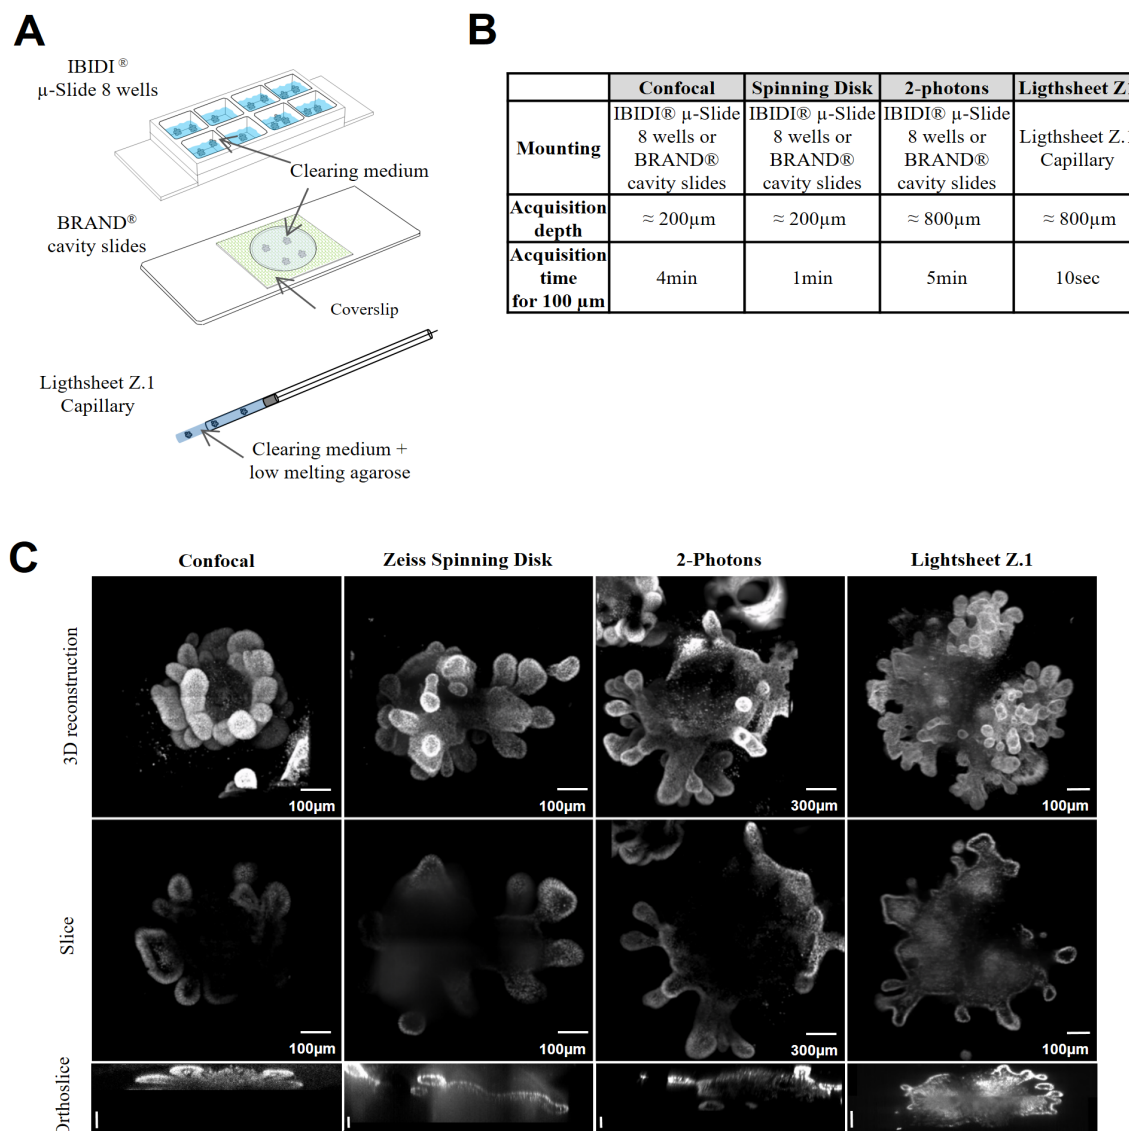 A
IBIDI ®
µ-Slide 8 wells
Clearing medium
BRAND®
cavity slides
Coverslip
Ligthsheet Z.1
Capillary
Clearing medium +
low melting agarose
B
Confocal Spinning Disk 2-photons Ligthsheet Z.
Mounting
IBIDI® µ-Slide
8 wells or
BRAND®
cavity slides
IBIDI® µ-Slide
8 wells or
BRAND®
cavity slides
IBIDI® µ-Slide
8 wells or
BRAND®
cavity slides
Ligthsheet Z.1
Capillary
Acquisition
depth
≈ 200µm ≈ 200µm ≈ 800µm ≈ 800µm
Acquisition
time
for 100 µm
4min 1min 5min 10sec
C
Confocal Zeiss Spinning Disk 2-Photons Lightsheet Z.1
3D reconstruction
100µm 100µm 300µm 100µm
Slice
100µm 100µm 300µm 100µm
Orthoslice